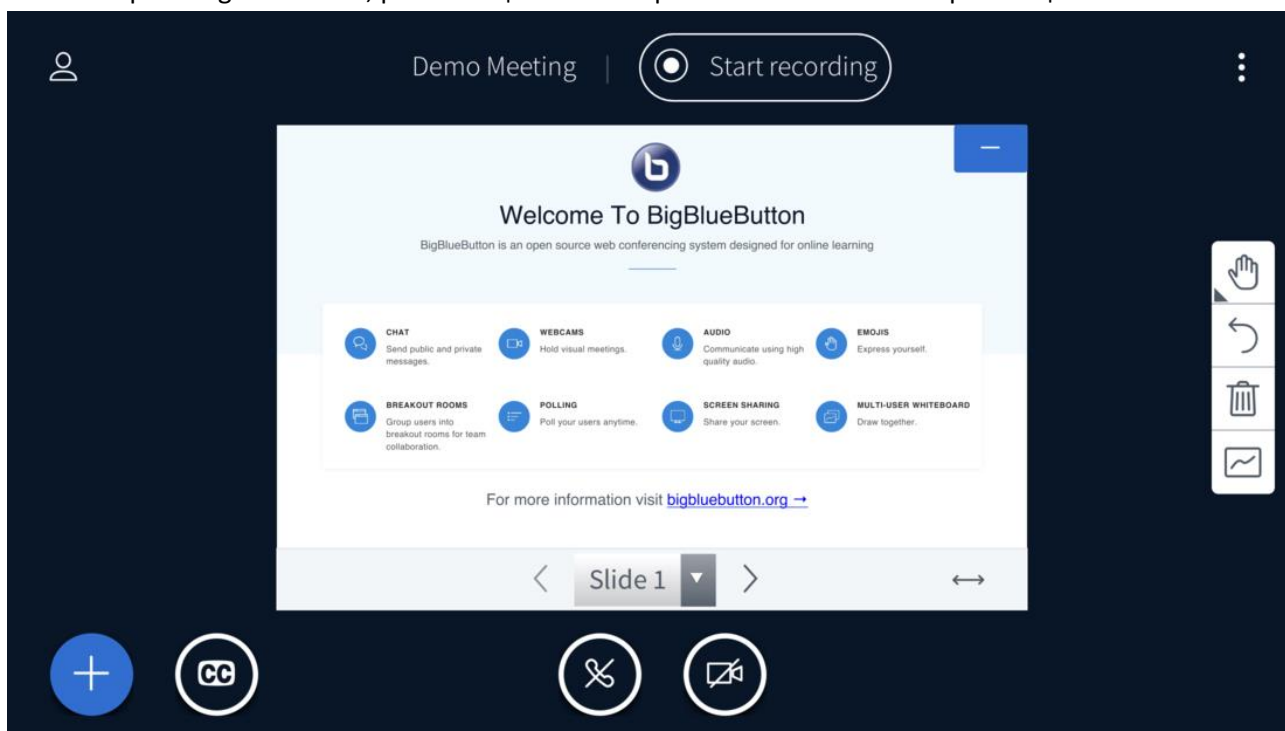 Demo Meeting | Start recording
b
Welcome To BigBlueButton
BigBlueButton is an open source web conferencing system designed for online learning
CHAT
Send public and private
messages.
WEBCAMS
Hold visual meetings.
AUDIO
Communicate using high
quality audio.
EMOJIS
Express yourself.
BREAKOUT ROOMS
Group users into
breakout rooms for team
collaboration.
POLLING
Poll your users anytime.
SCREEN SHARING
Share your screen.
MULTI-USER WHITEBOARD
Draw together.
For more information visit bigbluebutton.org →
Slide 1
CC